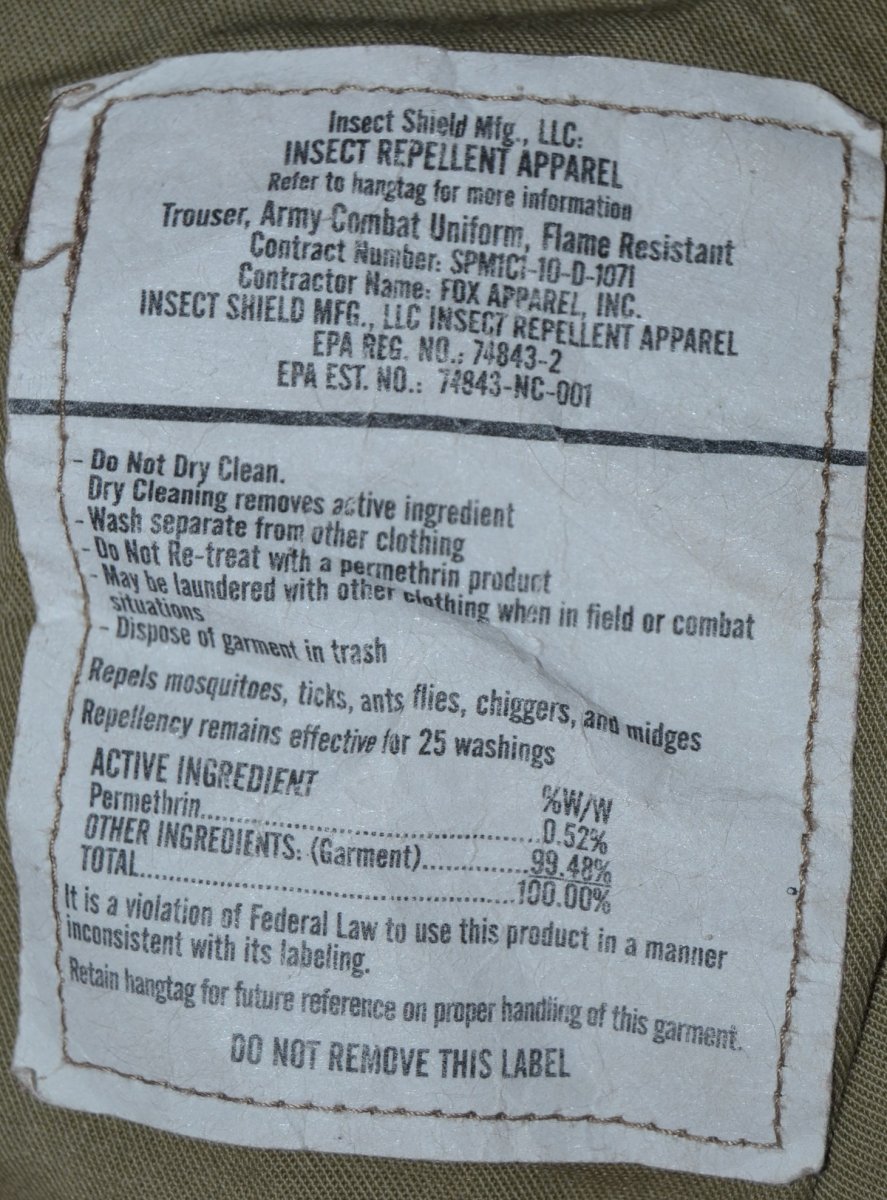 Insect Shield Mfg., LLC:
INSECT REPELLENT APPAREL
Refer to hangtag for more information
Trouser, Army Combat Uniform, Flame Resistant
Contract Number: SPM1C1-10-D-1071
Contractor Name: FOX APPAREL, INC.
INSECT SHIELD MFG., LLC INSECT REPELLENT APPAREL
EPA REG. NO.: 74843-2
EPA EST. NO.: 74843-NC-001
- Do Not Dry Clean.
Dry Cleaning removes active ingredient
- Wash separate from other clothing
- Do Not Re-treat with a permethrin product
- May be laundered with other clothing when in field or combat
situations
- Dispose of garment in trash
Repels mosquitoes, ticks, ants flies, chiggers, and midges
Repellency remains effective for 25 washings
ACTIVE INGREDIENT %W/W
Permethrin..............................0.52%
OTHER INGREDIENTS: (Garment)..........99.48%
TOTAL..............................100.00%
It is a violation of Federal Law to use this product in a manner
inconsistent with its labeling.
Retain hangtag for future reference on proper handling of this garment.
DO NOT REMOVE THIS LABEL